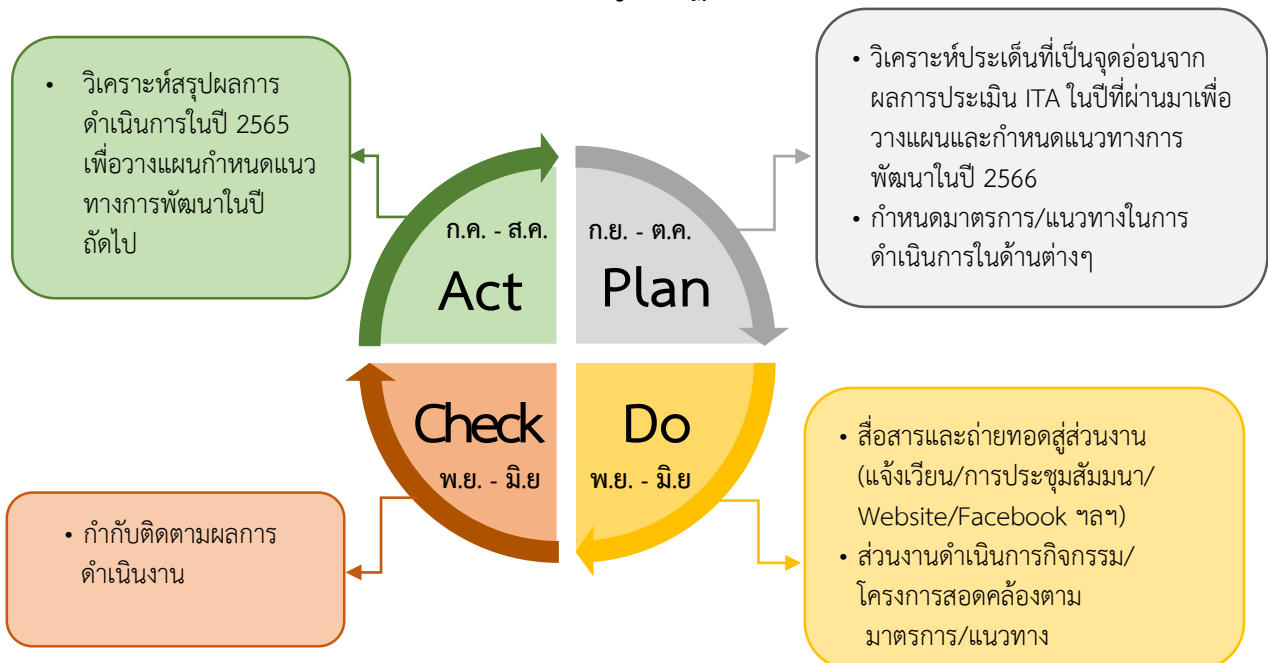 • วิเคราะห์สรุปผลการ
ดำเนินการในปี 2565
เพื่อวางแผนกำหนดแนว
ทางการพัฒนาในปี
ถัดไป
• วิเคราะห์ประเด็นที่เป็นจุดอ่อนจาก
ผลการประเมิน ITA ในปีที่ผ่านมาเพื่อ
วางแผนและกำหนดแนวทางการ
พัฒนาในปี 2566
• กำหนดมาตรการ/แนวทางในการ
ดำเนินการในด้านต่างๆ
ก.ค. - ส.ค.
Act
ก.ย. - ต.ค.
Plan
Check
พ.ย. - มิ.ย
Do
พ.ย. - มิ.ย
• กำกับติดตามผลการ
ดำเนินงาน
• สื่อสารและถ่ายทอดสู่ส่วนงาน
(แจ้งเวียน/การประชุมสัมมนา/
Website/Facebook ฯลฯ)
• ส่วนงานดำเนินการกิจกรรม/
โครงการสอดคล้องตาม
มาตรการ/แนวทาง